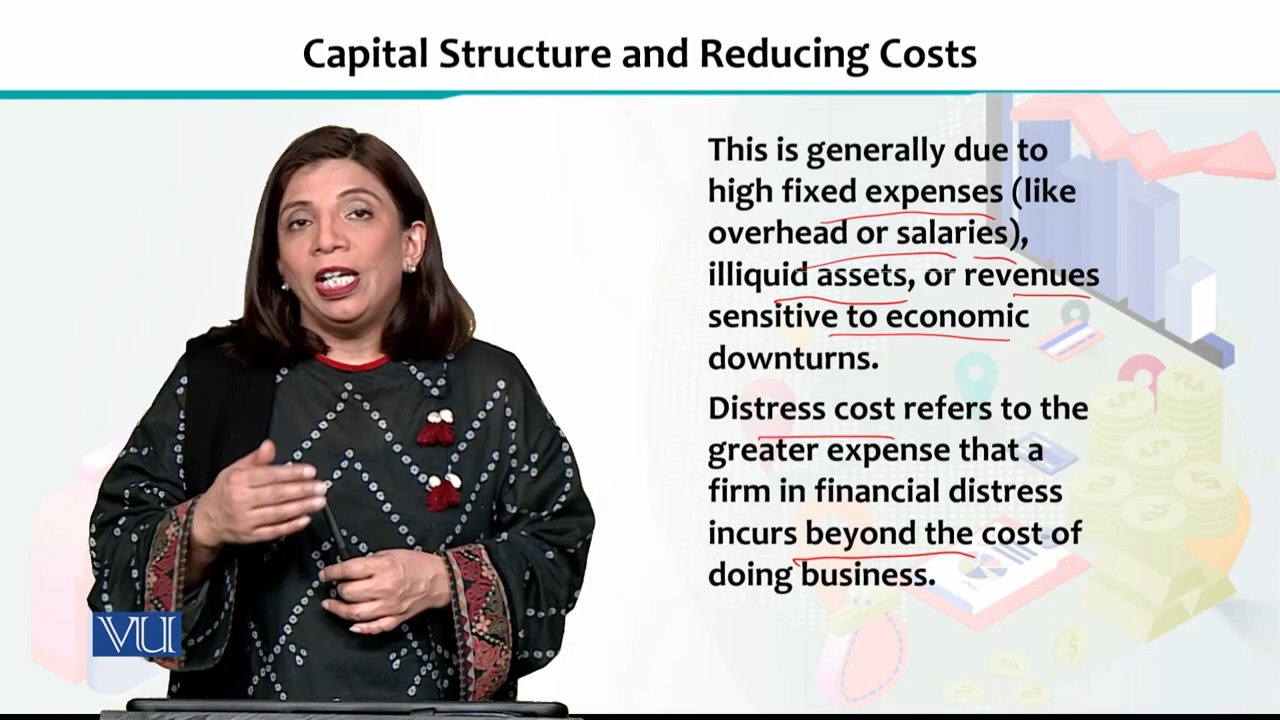 Capital Structure and Reducing Costs
This is generally due to
high fixed expenses (like
overhead or salaries),
illiquid assets, or revenues
sensitive to economic
downturns.
Distress cost refers to the
greater expense that a
firm in financial distress
incurs beyond the cost of
doing business.
VU